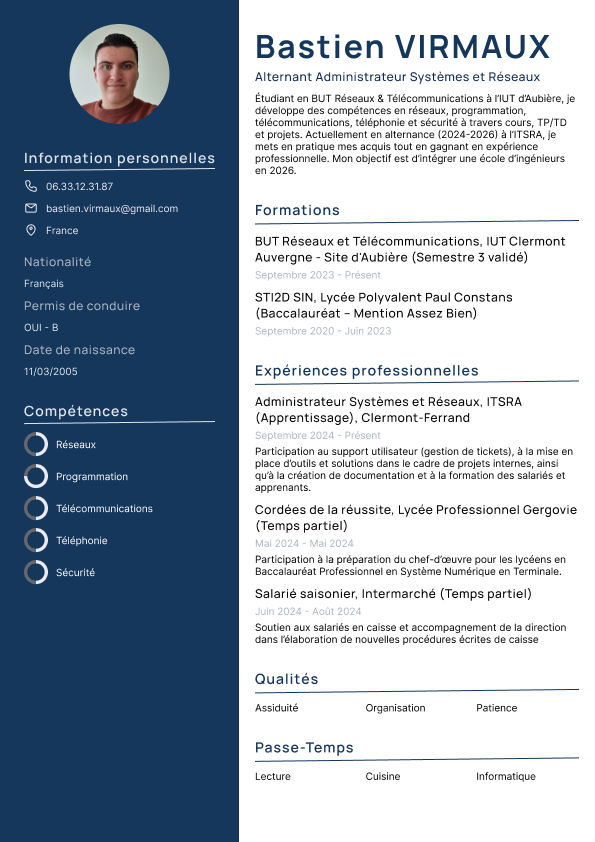 Bastien VIRMAUX
Alternant Administrateur Systèmes et Réseaux
Étudiant en BUT Réseaux & Télécommunications à l'IUT d'Aubière, je
développe des compétences en réseaux, programmation,
télécommunications, téléphonie et sécurité à travers cours, TP/TD
et projets. Actuellement en alternance (2024-2026) à l'ITSRA, je
mets en pratique mes acquis tout en gagnant en expérience
professionnelle. Mon objectif est d'intégrer une école d'ingénieurs
en 2026.
Information personnelles
06.33.12.31.87
bastien.virmaux@gmail.com
France
Nationalité
Français
Permis de conduire
OUI - B
Date de naissance
11/03/2005
Compétences
Réseaux
Programmation
Télécommunications
Téléphonie
Sécurité
Formations
BUT Réseaux et Télécommunications, IUT Clermont
Auvergne - Site d'Aubière (Semestre 3 validé)
Septembre 2023 - Présent
STI2D SIN, Lycée Polyvalent Paul Constans
(Baccalauréat – Mention Assez Bien)
Septembre 2020 - Juin 2023
Expériences professionnelles
Administrateur Systèmes et Réseaux, ITSRA
(Apprentissage), Clermont-Ferrand
Septembre 2024 - Présent
Participation au support utilisateur (gestion de tickets), à la mise en
place d'outils et solutions dans le cadre de projets internes, ainsi
qu'à la création de documentation et à la formation des salariés et
apprenants.
Cordées de la réussite, Lycée Professionnel Gergovie
(Temps partiel)
Mai 2024 - Mai 2024
Participation à la préparation du chef-d'œuvre pour les lycéens en
Baccalauréat Professionnel en Système Numérique en Terminale.
Salarié saisonier, Intermarché (Temps partiel)
Juin 2024 - Août 2024
Soutien aux salariés en caisse et accompagnement de la direction
dans l'élaboration de nouvelles procédures écrites de caisse
Qualités
Assiduité Organisation Patience
Passe-Temps
Lecture Cuisine Informatique